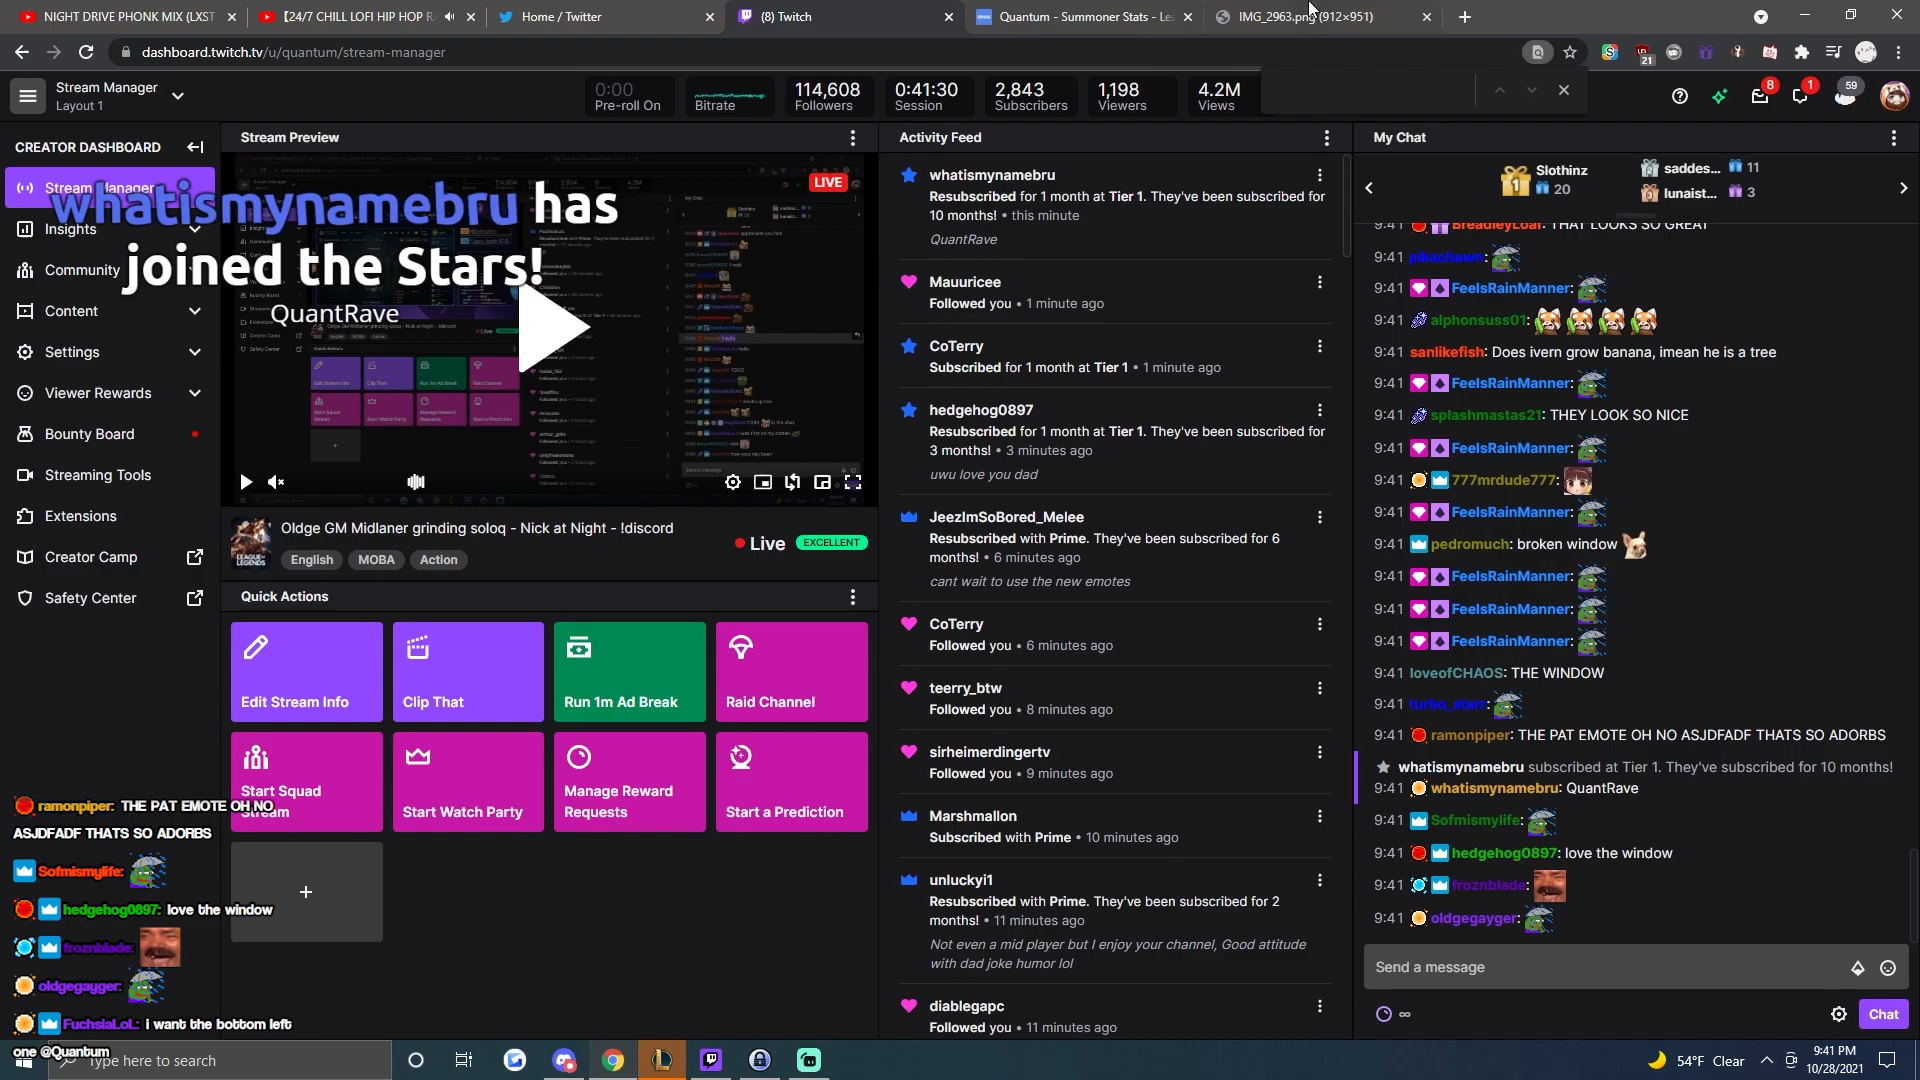 NIGHT DRIVE PHONK MIX (LXST
【24/7 CHILL LOFI HIP HOP R
Home / Twitter
(8) Twitch
Quantum - Summoner Stats - Le
IMG_2963.png (912×951)
dashboard.twitch.tv/u/quantum/stream-manager
21
Stream Manager
Layout 1
0:00
Pre-roll On
Bitrate
114,608
Followers
0:41:30
Session
2,843
Subscribers
1,198
Viewers
4.2M
Views
8
1
59
CREATOR DASHBOARD
Stream Manager
Insights
Community
Content
Settings
Viewer Rewards
Bounty Board
Streaming Tools
Extensions
Creator Camp
Safety Center
Stream Preview
LIVE
whatismynamebru has
joined the Stars!
QuantRave
Oldge GM Midlaner grinding soloq - Nick at Night - !discord
English
MOBA
Action
Live
EXCELLENT
LEAGUE
LEGENDS
Quick Actions
Edit Stream Info
Clip That
Run 1m Ad Break
Raid Channel
Start Squad
Stream
Start Watch Party
Manage Reward
Requests
Start a Prediction
Activity Feed
whatismynamebru
Resubscribed for 1 month at Tier 1. They've been subscribed for
10 months! • this minute
QuantRave
Mauuricee
Followed you • 1 minute ago
CoTerry
Subscribed for 1 month at Tier 1 • 1 minute ago
hedgehog0897
Resubscribed for 1 month at Tier 1. They've been subscribed for
3 months! • 3 minutes ago
uwu love you dad
JeezImSoBored_Melee
Resubscribed with Prime. They've been subscribed for 6
months! • 6 minutes ago
cant wait to use the new emotes
CoTerry
Followed you • 6 minutes ago
teerry_btw
Followed you • 8 minutes ago
sirheimerdingertv
Followed you • 9 minutes ago
Marshmallon
Subscribed with Prime • 10 minutes ago
unluckyi1
Resubscribed with Prime. They've been subscribed for 2
months! • 11 minutes ago
Not even a mid player but I enjoy your channel, Good attitude
with dad joke humor lol
diablegapc
Followed you • 11 minutes ago
My Chat
1
Slothinz
20
saddes... 11
lunaist... 3
9:41 BreadleyLoaf: THAT LOOKS SO GREAT
9:41 pikachewn:
9:41 FeelsRainManner:
9:41 alphonsuss01:
9:41 sanlikefish: Does ivern grow banana, imean he is a tree
9:41 FeelsRainManner:
9:41 splashmastas21: THEY LOOK SO NICE
9:41 FeelsRainManner:
9:41 777mrdude777:
9:41 FeelsRainManner:
9:41 pedromuch: broken window
9:41 FeelsRainManner:
9:41 FeelsRainManner:
9:41 FeelsRainManner:
9:41 loveofCHAOS: THE WINDOW
9:41 turbo_starr:
9:41 ramonpiper: THE PAT EMOTE OH NO ASJDFADF THATS SO ADORBS
whatismynamebru subscribed at Tier 1. They've subscribed for 10 months!
9:41 whatismynamebru: QuantRave
9:41 Sofmismylife:
9:41 hedgehog0897: love the window
9:41 froznblade:
9:41 oldgegayger:
Send a message
Chat
ramonpiper: THE PAT EMOTE OH NO
ASJDFADF THATS SO ADORBS
Sofmismylife:
hedgehog0897: love the window
froznblade:
oldgegayger:
FuchsiaLoL: i want the bottom left
one @Quantum
Type here to search
54°F Clear
9:41 PM
10/28/2021